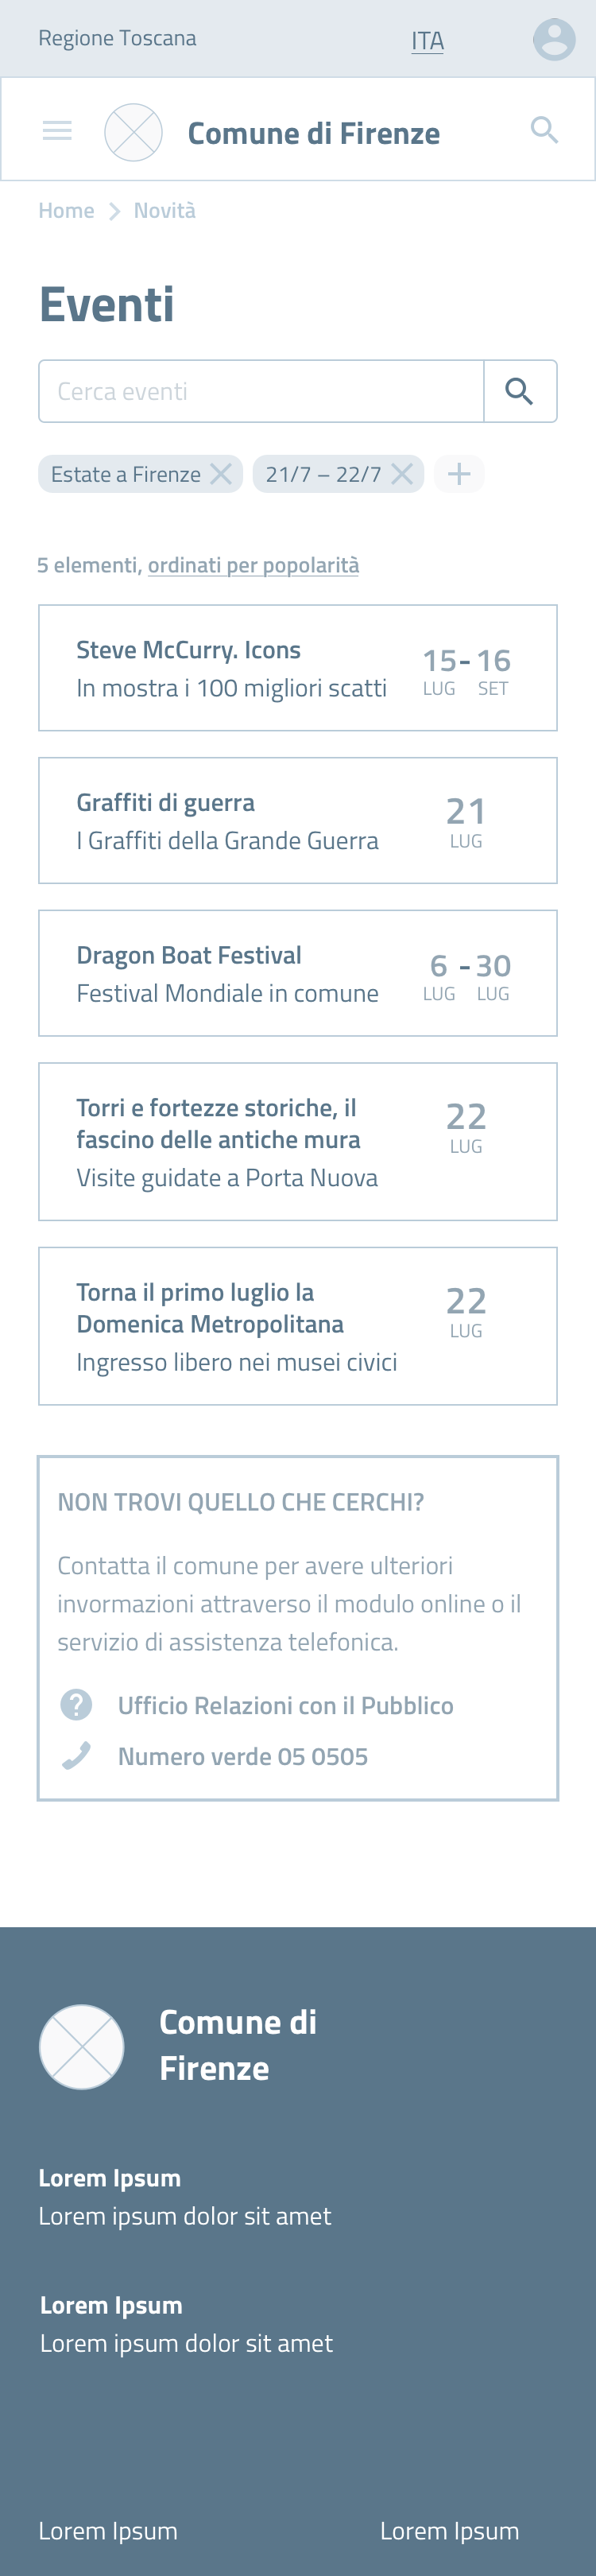 Regione Toscana
ITA
Comune di Firenze
Home
Novità
Eventi
Cerca eventi
Estate a Firenze
21/7 – 22/7
5 elementi, ordinati per popolarità
Steve McCurry. Icons
In mostra i 100 migliori scatti
15 - 16
LUG SET
Graffiti di guerra
I Graffiti della Grande Guerra
21
LUG
Dragon Boat Festival
Festival Mondiale in comune
6 - 30
LUG LUG
Torri e fortezze storiche, il
fascino delle antiche mura
Visite guidate a Porta Nuova
22
LUG
Torna il primo luglio la
Domenica Metropolitana
Ingresso libero nei musei civici
22
LUG
NON TROVI QUELLO CHE CERCHI?
Contatta il comune per avere ulteriori
invormazioni attraverso il modulo online o il
servizio di assistenza telefonica.
Ufficio Relazioni con il Pubblico
Numero verde 05 0505
Comune di
Firenze
Lorem Ipsum
Lorem ipsum dolor sit amet
Lorem Ipsum
Lorem ipsum dolor sit amet
Lorem Ipsum
Lorem Ipsum